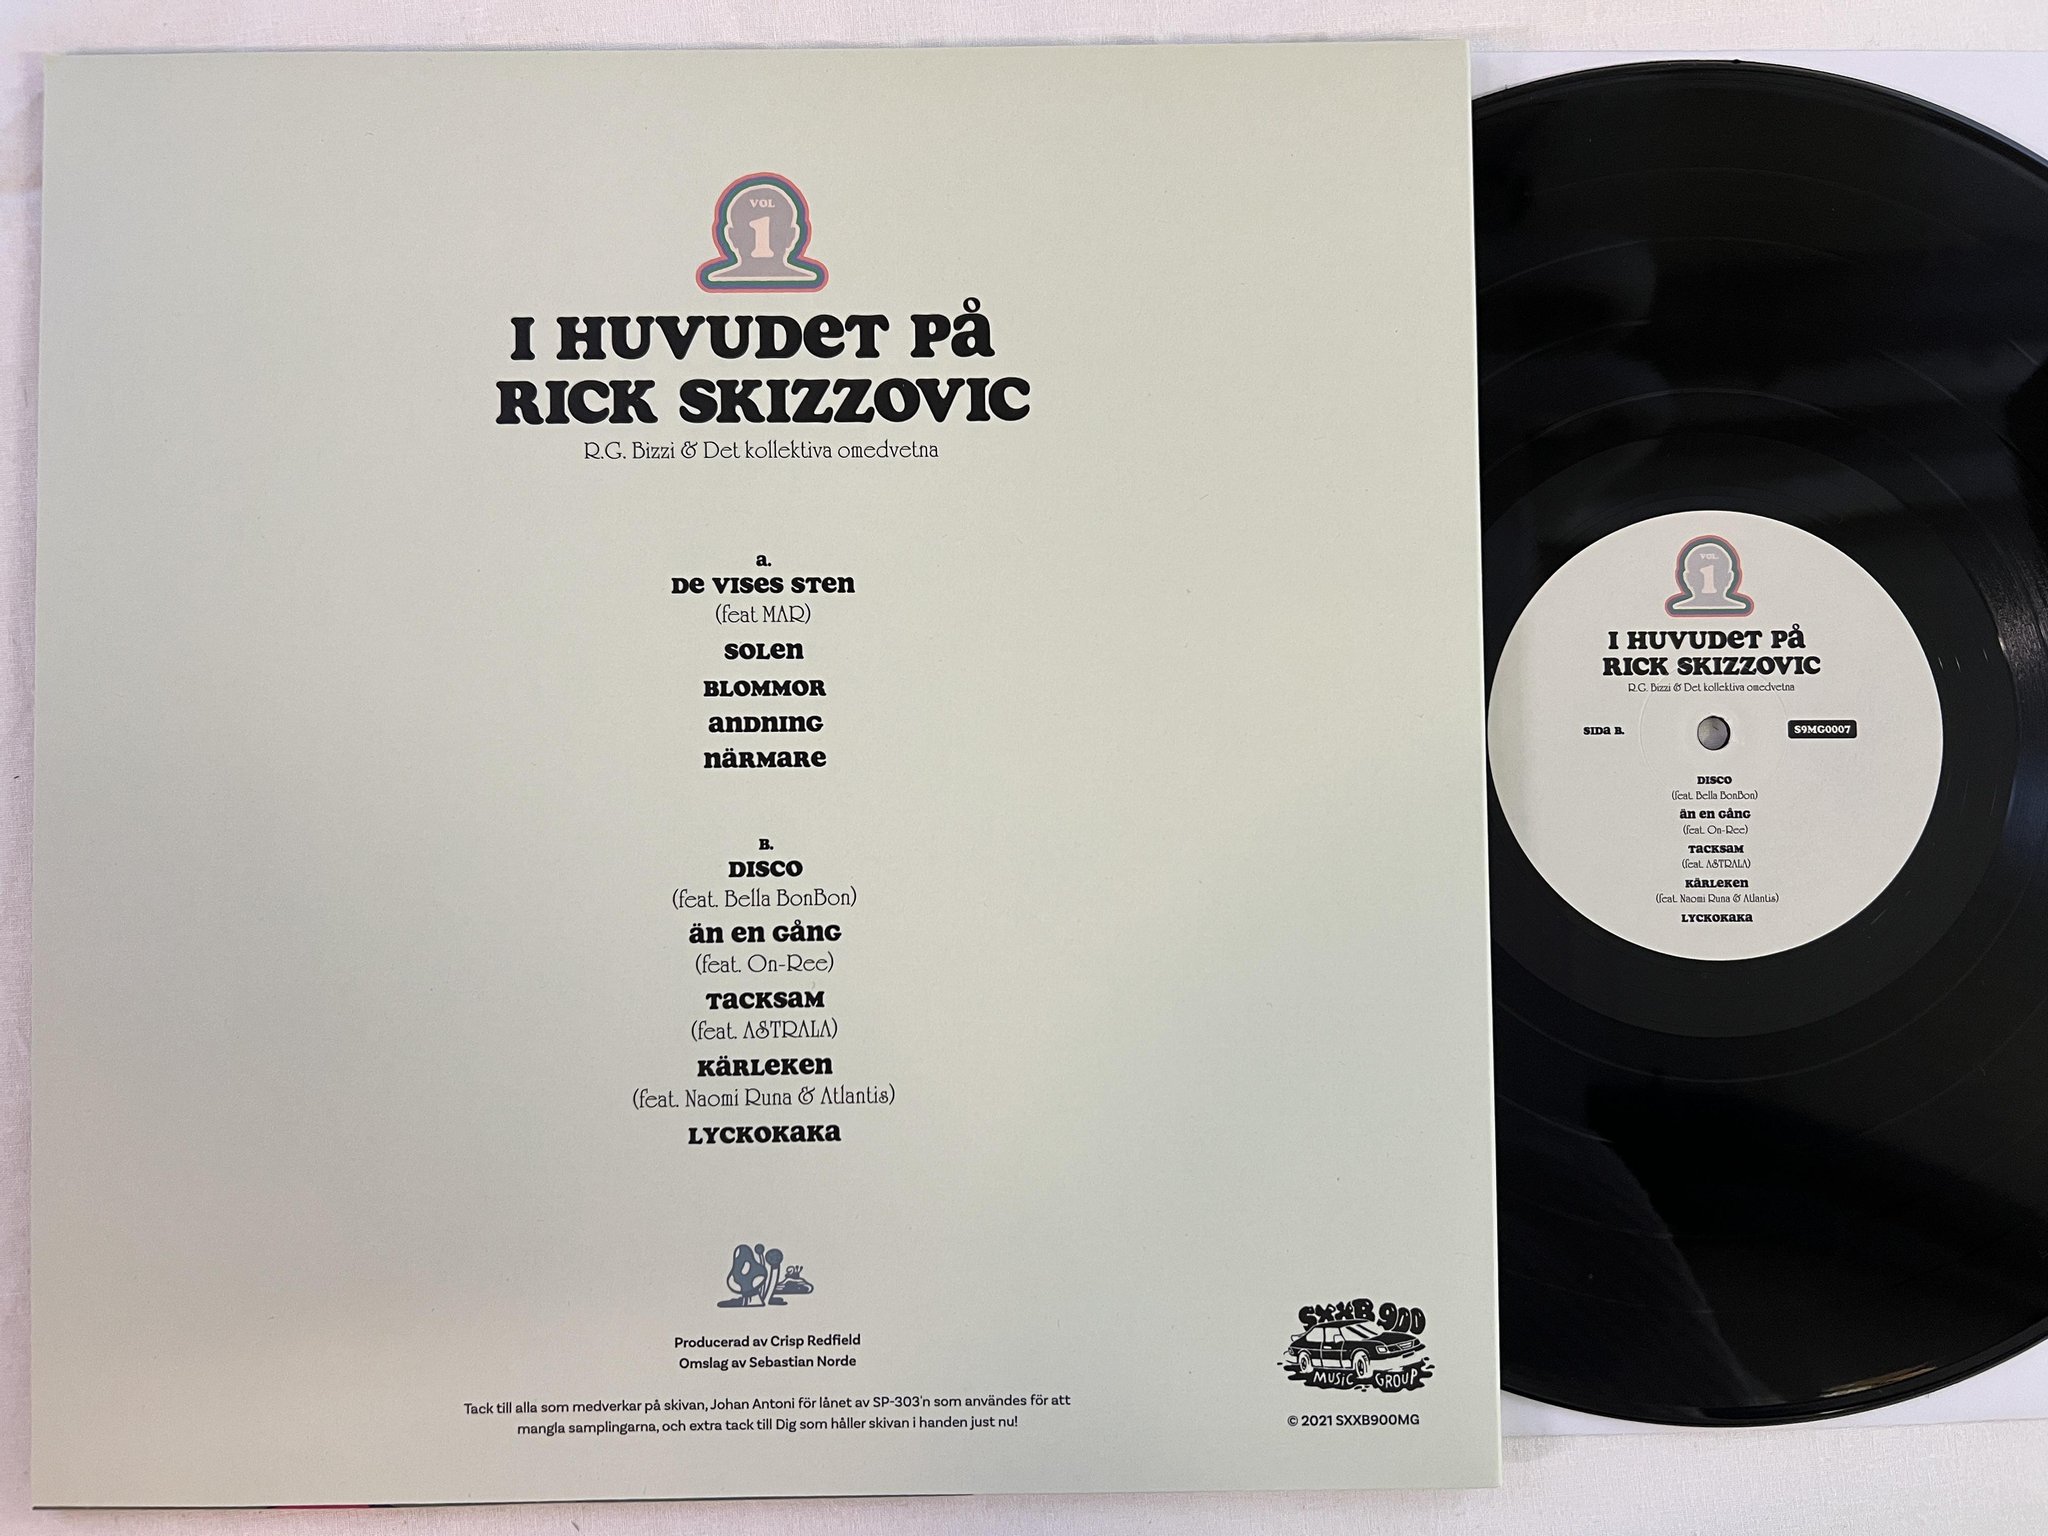 VOL
1
I HUVUDET PÅ
RICK SKIZZOVIC
R.G. Bizzi & Det kollektiva omedvetna
a.
De vises sten
(feat MAR)
Solen
Blommor
Andning
Närmare
B.
Disco
(feat. Bella BonBon)
Än en gång
(feat. On-Ree)
Tacksam
(feat. ASTRALA)
Kärleken
(feat. Naomi Runa & Atlantis)
Lyckokaka
Producerad av Crisp Redfield
Omslag av Sebastian Norde
Tack till alla som medverkar på skivan, Johan Antoni för lånet av SP-303'n som användes för att
mangla samplingarna, och extra tack till Dig som håller skivan i handen just nu!
SXXB 900
MUSIC GROUP
© 2021 SXXB900MG
VOL.
1
I HUVUDET PÅ
RICK SKIZZOVIC
R.G. Bizzi & Det kollektiva omedvetna
Sida B.
S9MG0007
Disco
(feat. Bella BonBon)
Än en gång
(feat. On-Ree)
Tacksam
(feat. ASTRALA)
Kärleken
(feat. Naomi Runa & Atlantis)
Lyckokaka